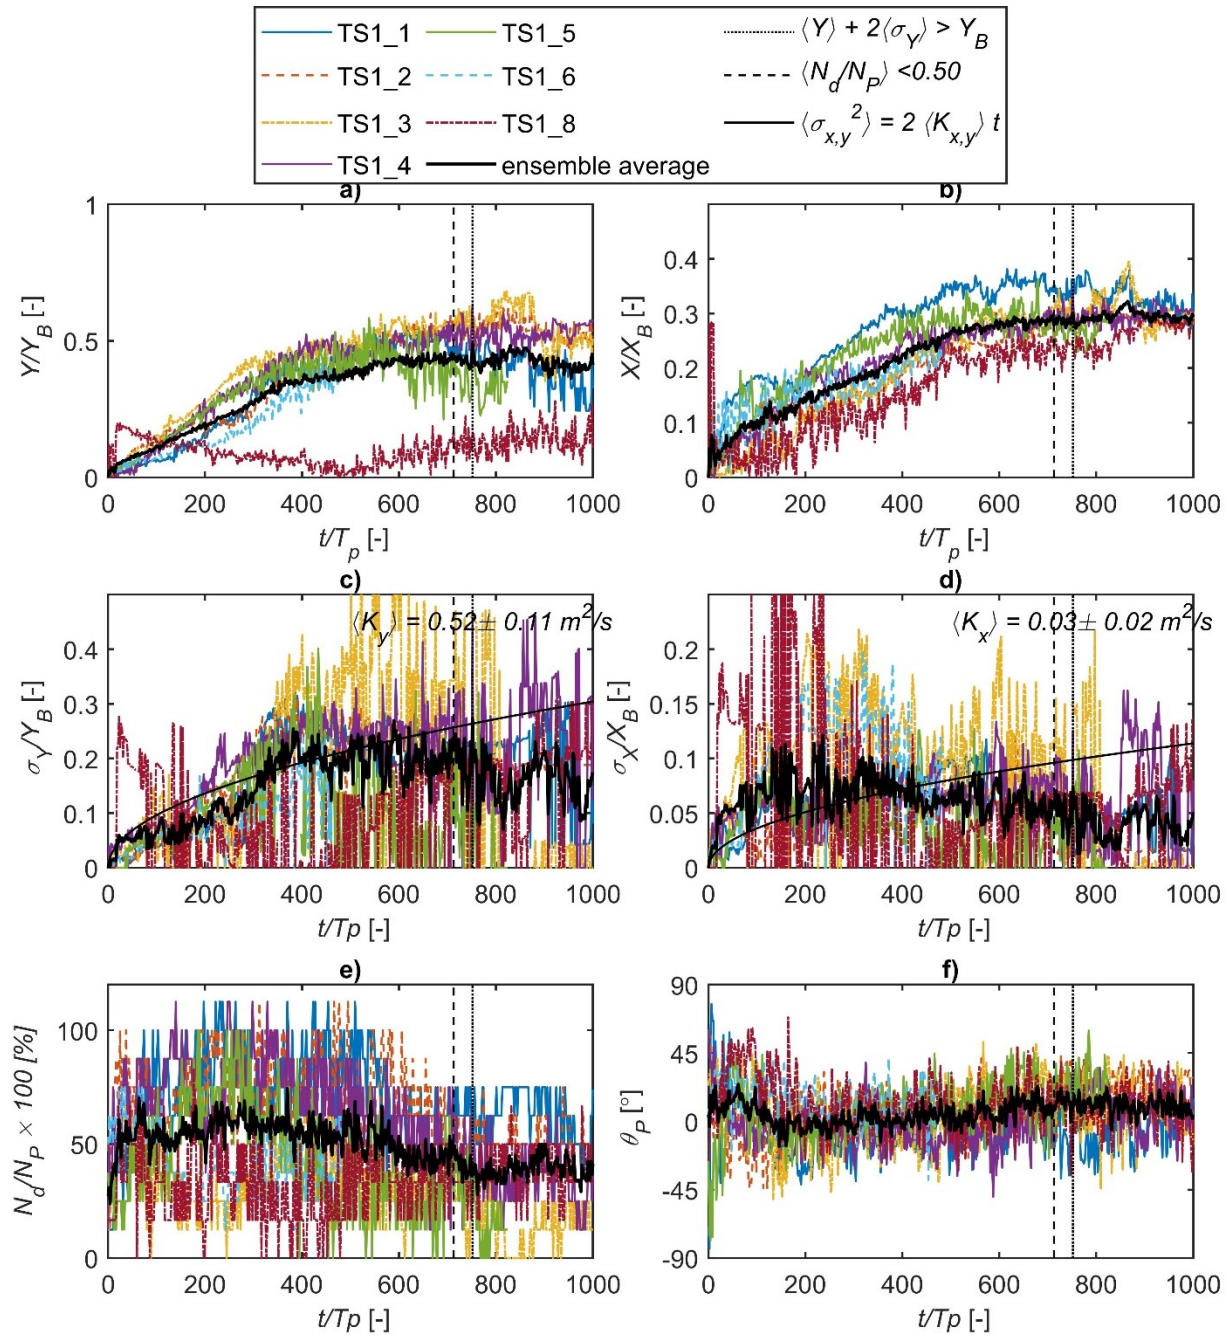 TS1_1 TS1_5 ⟨Y⟩ + 2⟨σ_Y⟩ > Y_B
TS1_2 TS1_6 ⟨N_d/N_P⟩ <0.50
TS1_3 TS1_8 ⟨σ_{x,y}^2⟩ = 2 ⟨K_{x,y}⟩ t
TS1_4 ensemble average
a)
1
0.5
0
Y/Y_B [-]
0 200 400 600 800 1000
t/T_p [-]
b)
0.4
0.3
0.2
0.1
0
X/X_B [-]
0 200 400 600 800 1000
t/T_p [-]
c)
⟨K_y⟩ = 0.52± 0.11 m^2/s
0.4
0.3
0.2
0.1
0
σ_Y/Y_B [-]
0 200 400 600 800 1000
t/Tp [-]
d)
⟨K_x⟩ = 0.03± 0.02 m^2/s
0.2
0.15
0.1
0.05
0
σ_X/X_B [-]
0 200 400 600 800 1000
t/Tp [-]
e)
100
50
0
N_d/N_P × 100 [%]
0 200 400 600 800 1000
t/Tp [-]
f)
90
45
0
-45
-90
θ_P [°]
0 200 400 600 800 1000
t/Tp [-]